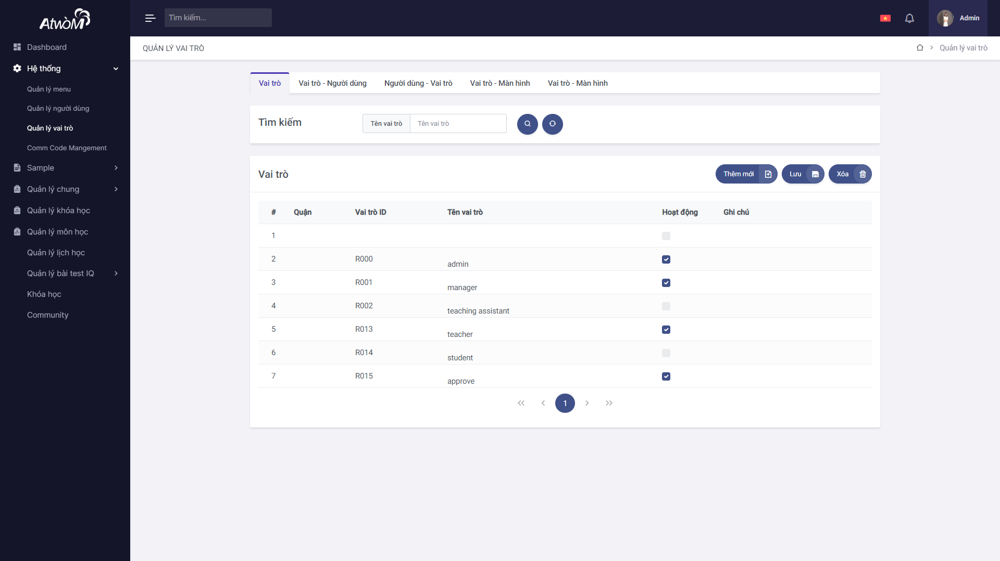 AtwòM
Dashboard
Hệ thống
Quản lý menu
Quản lý người dùng
Quản lý vai trò
Comm Code Mangement
Sample
Quản lý chung
Quản lý khóa học
Quản lý môn học
Quản lý lịch học
Quản lý bài test IQ
Khóa học
Community
Tìm kiếm...
Admin
QUẢN LÝ VAI TRÒ
Quản lý vai trò
Vai trò Vai trò - Người dùng Người dùng - Vai trò Vai trò - Màn hình Vai trò - Màn hình
Tìm kiếm Tên vai trò Tên vai trò
Vai trò Thêm mới Lưu Xóa
# Quận Vai trò ID Tên vai trò Hoạt động Ghi chú
1
2 R000 admin
3 R001 manager
4 R002 teaching assistant
5 R013 teacher
6 R014 student
7 R015 approve
1